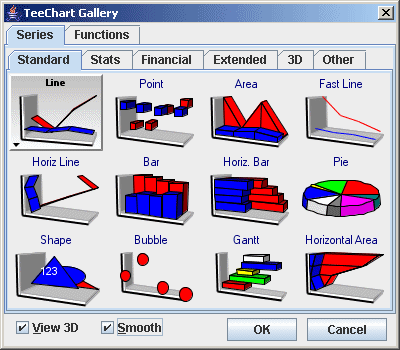 TeeChart Gallery
Series Functions
Standard Stats Financial Extended 3D Other
Line Point Area Fast Line
Horiz Line Bar Horiz. Bar Pie
Shape Bubble Gantt Horizontal Area
123
View 3D Smooth OK Cancel